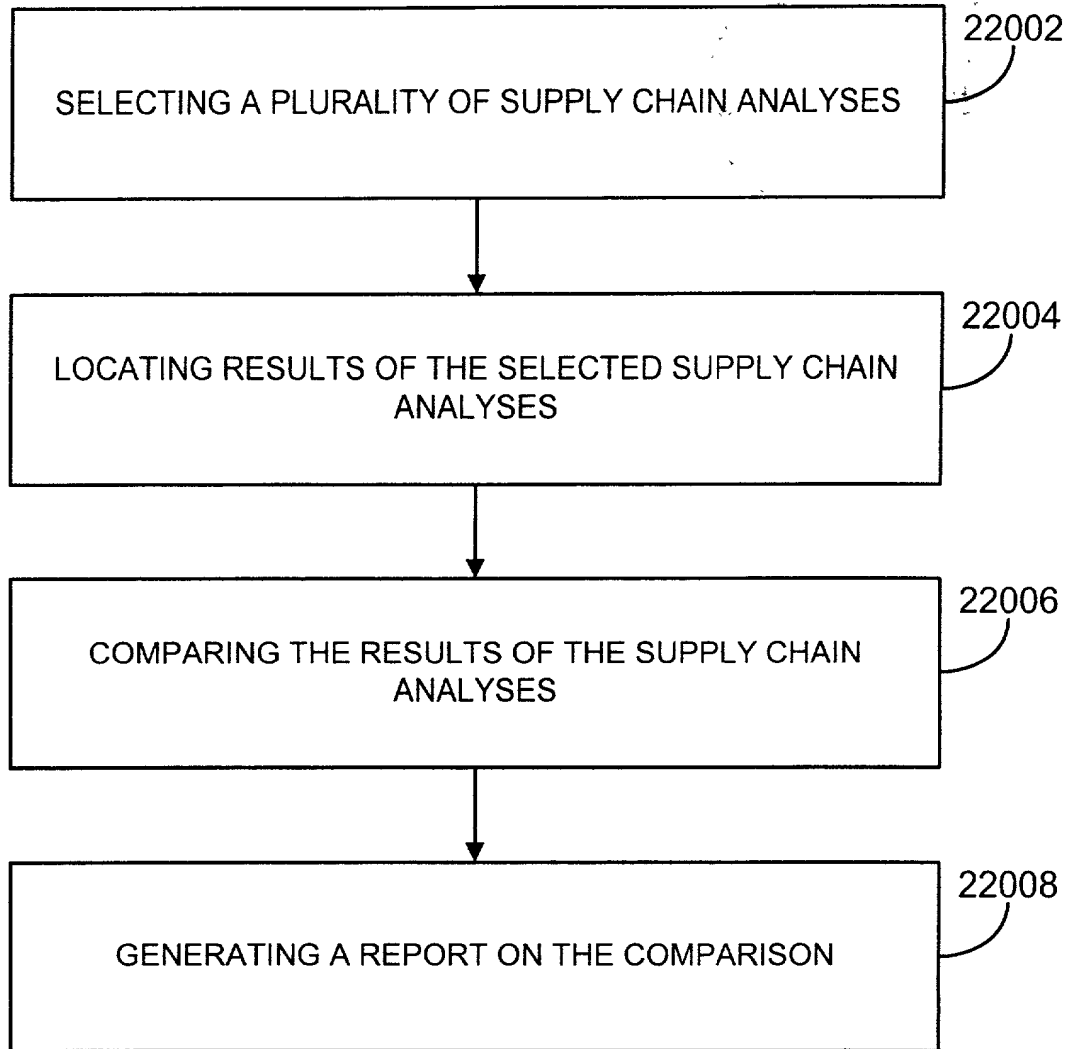 22002
SELECTING A PLURALITY OF SUPPLY CHAIN ANALYSES
22004
LOCATING RESULTS OF THE SELECTED SUPPLY CHAIN
ANALYSES
22006
COMPARING THE RESULTS OF THE SUPPLY CHAIN
ANALYSES
22008
GENERATING A REPORT ON THE COMPARISON